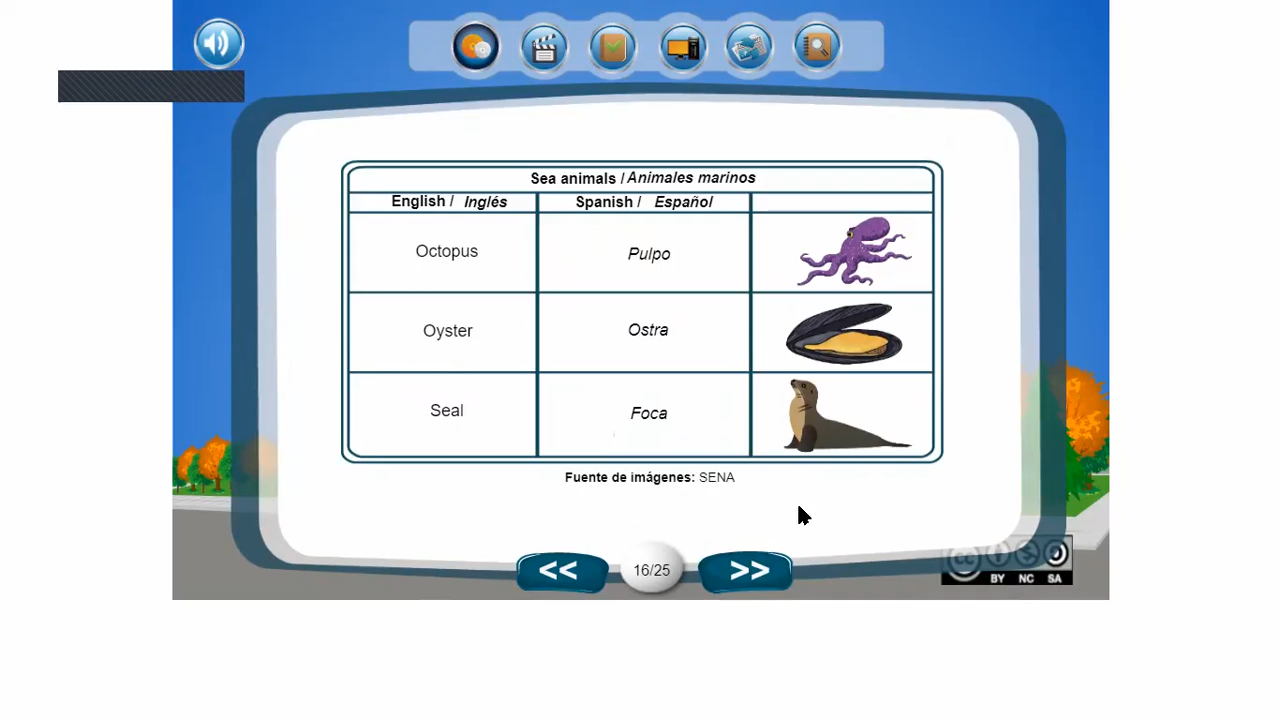 Sea animals / Animales marinos
English / Inglés Spanish / Español
Octopus Pulpo
Oyster Ostra
Seal Foca
Fuente de imágenes: SENA
<< 16/25 >>
cc
BY NC SA